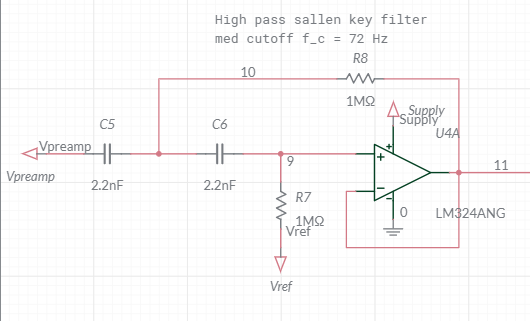 High pass sallen key filter
med cutoff f_c = 72 Hz
R8
10
1MΩ
Supply
Supply
U4A
C5
C6
Vpreamp
Vpreamp
9
11
2.2nF
2.2nF
R7
1MΩ
Vref
0
LM324ANG
Vref